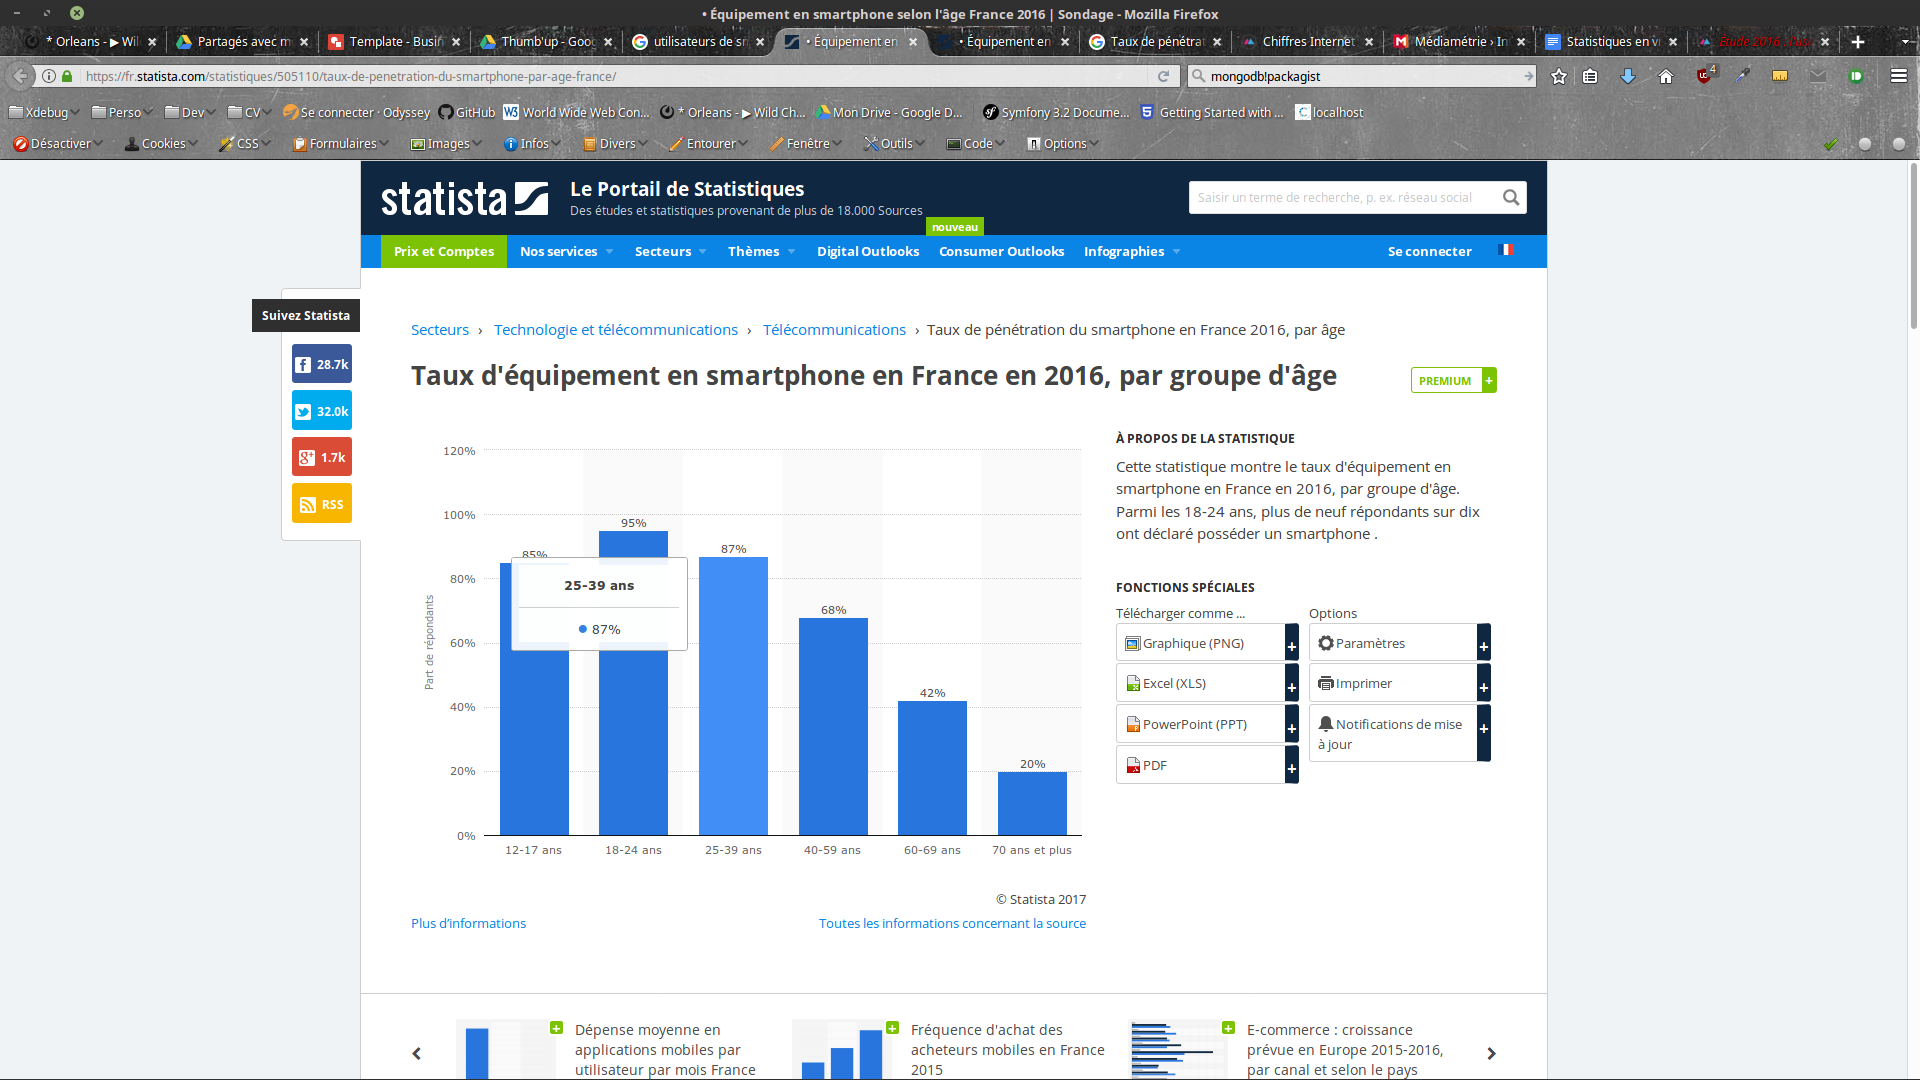 • Équipement en smartphone selon l'âge France 2016 | Sondage - Mozilla Firefox
* Orleans - ▶ Wil
Partagés avec m
Template - Busin
Thumb'up - Goog
utilisateurs de sm
• Équipement en
• Équipement en
Taux de pénétrat
Chiffres Internet
Médiamétrie › In
Statistiques en v
https://fr.statista.com/statistiques/505110/taux-de-penetration-du-smartphone-par-age-france/
mongodb!packagist
4
Xdebug
Perso
Dev
CV
Se connecter · Odyssey
GitHub
World Wide Web Con...
* Orleans - ▶ Wild Ch...
Mon Drive - Google D...
Symfony 3.2 Docume...
Getting Started with ...
localhost
Désactiver
Cookies
CSS
Formulaires
Images
Infos
Divers
Entourer
Fenêtre
Outils
Code
Options
statista
Le Portail de Statistiques
Des études et statistiques provenant de plus de 18.000 Sources
Saisir un terme de recherche, p. ex. réseau social
nouveau
Prix et Comptes
Nos services
Secteurs
Thèmes
Digital Outlooks
Consumer Outlooks
Infographies
Se connecter
Suivez Statista
28.7k
32.0k
1.7k
RSS
Secteurs › Technologie et télécommunications › Télécommunications › Taux de pénétration du smartphone en France 2016, par âge
Taux d'équipement en smartphone en France en 2016, par groupe d'âge
PREMIUM +
120%
100%
80%
60%
40%
20%
0%
Part de répondants
85%
95%
87%
68%
42%
20%
25-39 ans
87%
12-17 ans
18-24 ans
25-39 ans
40-59 ans
60-69 ans
70 ans et plus
© Statista 2017
Plus d’informations
Toutes les informations concernant la source
À PROPOS DE LA STATISTIQUE
Cette statistique montre le taux d'équipement en
smartphone en France en 2016, par groupe d'âge.
Parmi les 18-24 ans, plus de neuf répondants sur dix
ont déclaré posséder un smartphone .
FONCTIONS SPÉCIALES
Télécharger comme ...
Graphique (PNG) +
Excel (XLS) +
PowerPoint (PPT) +
PDF +
Options
Paramètres +
Imprimer +
Notifications de mise
à jour +
Dépense moyenne en
applications mobiles par
utilisateur par mois France
Fréquence d'achat des
acheteurs mobiles en France
2015
E-commerce : croissance
prévue en Europe 2015-2016,
par canal et selon le pays